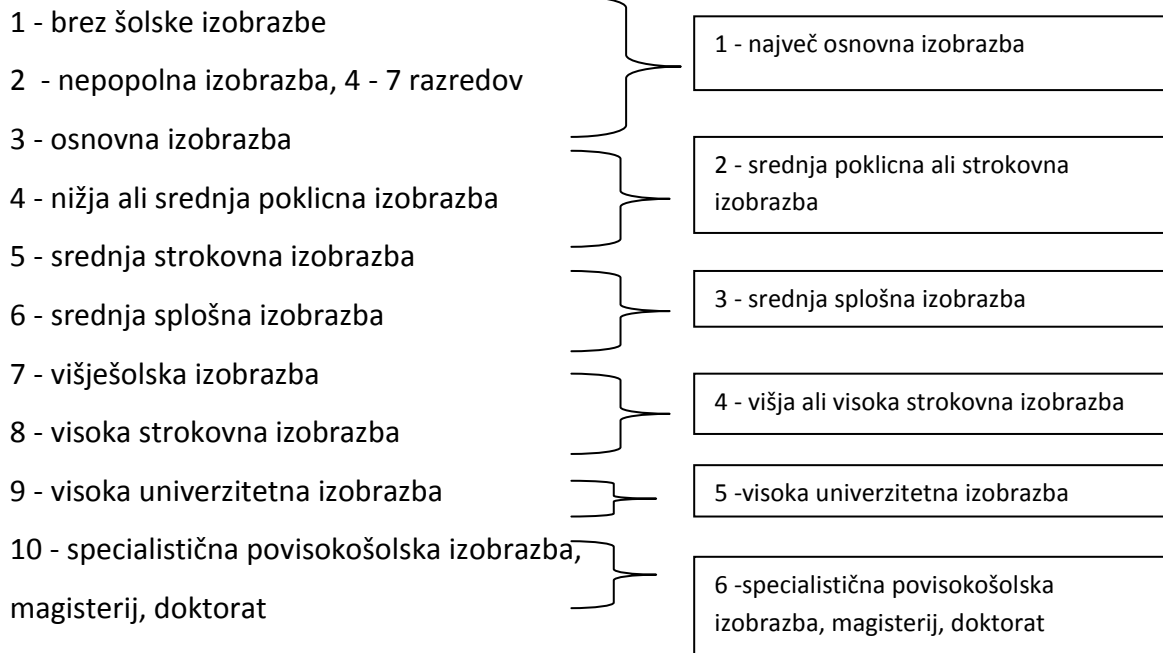 1 - brez šolske izobrazbe
2 - nepopolna izobrazba, 4 - 7 razredov
3 - osnovna izobrazba
4 - nižja ali srednja poklicna izobrazba
5 - srednja strokovna izobrazba
6 - srednja splošna izobrazba
7 - višješolska izobrazba
8 - visoka strokovna izobrazba
9 - visoka univerzitetna izobrazba
10 - specialistična povisokošolska izobrazba,
magisterij, doktorat
1 - največ osnovna izobrazba
2 - srednja poklicna ali strokovna
izobrazba
3 - srednja splošna izobrazba
4 - višja ali visoka strokovna izobrazba
5 -visoka univerzitetna izobrazba
6 -specialistična povisokošolska
izobrazba, magisterij, doktorat